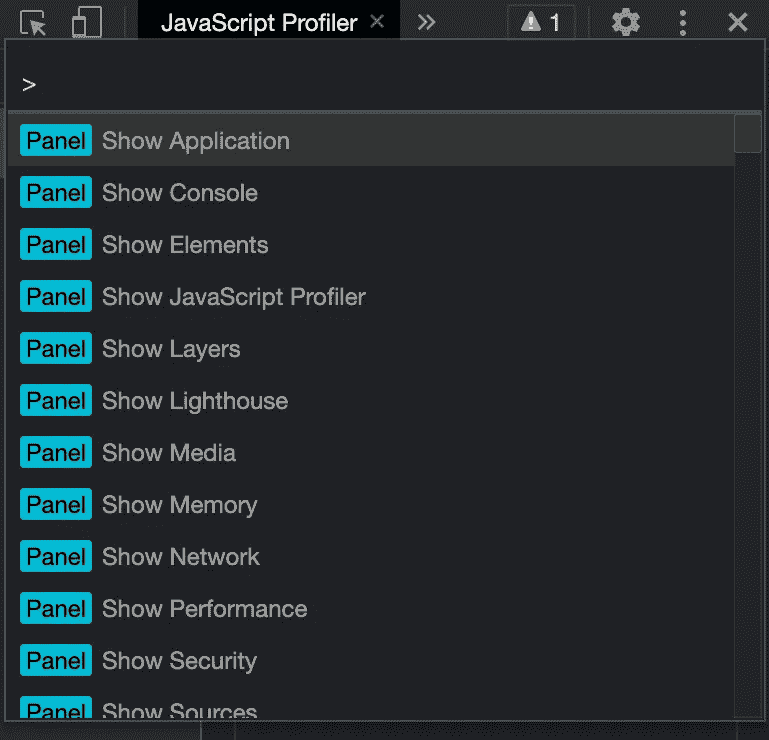 JavaScript Profiler × » 1
>
Panel Show Application
Panel Show Console
Panel Show Elements
Panel Show JavaScript Profiler
Panel Show Layers
Panel Show Lighthouse
Panel Show Media
Panel Show Memory
Panel Show Network
Panel Show Performance
Panel Show Security
Panel Show Sources